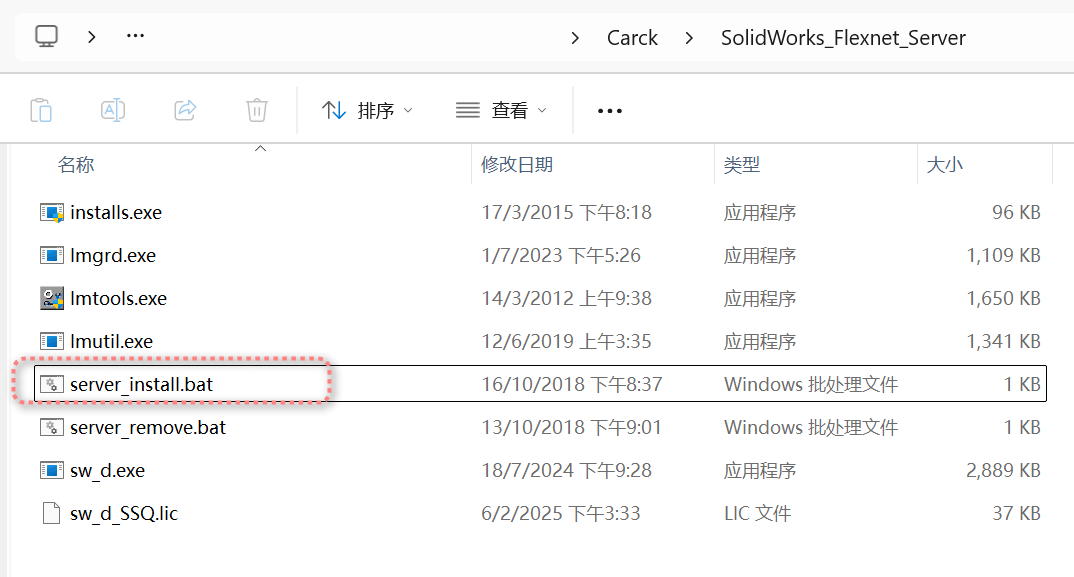 Carck SolidWorks_Flexnet_Server
排序 查看
名称 修改日期 类型 大小
installs.exe 17/3/2015 下午8:18 应用程序 96 KB
lmgrd.exe 1/7/2023 下午5:26 应用程序 1,109 KB
lmtools.exe 14/3/2012 上午9:38 应用程序 1,650 KB
lmutil.exe 12/6/2019 上午3:35 应用程序 1,341 KB
server_install.bat 16/10/2018 下午8:37 Windows 批处理文件 1 KB
server_remove.bat 13/10/2018 下午9:01 Windows 批处理文件 1 KB
sw_d.exe 18/7/2024 下午9:28 应用程序 2,889 KB
sw_d_SSQ.lic 6/2/2025 下午3:33 LIC 文件 37 KB